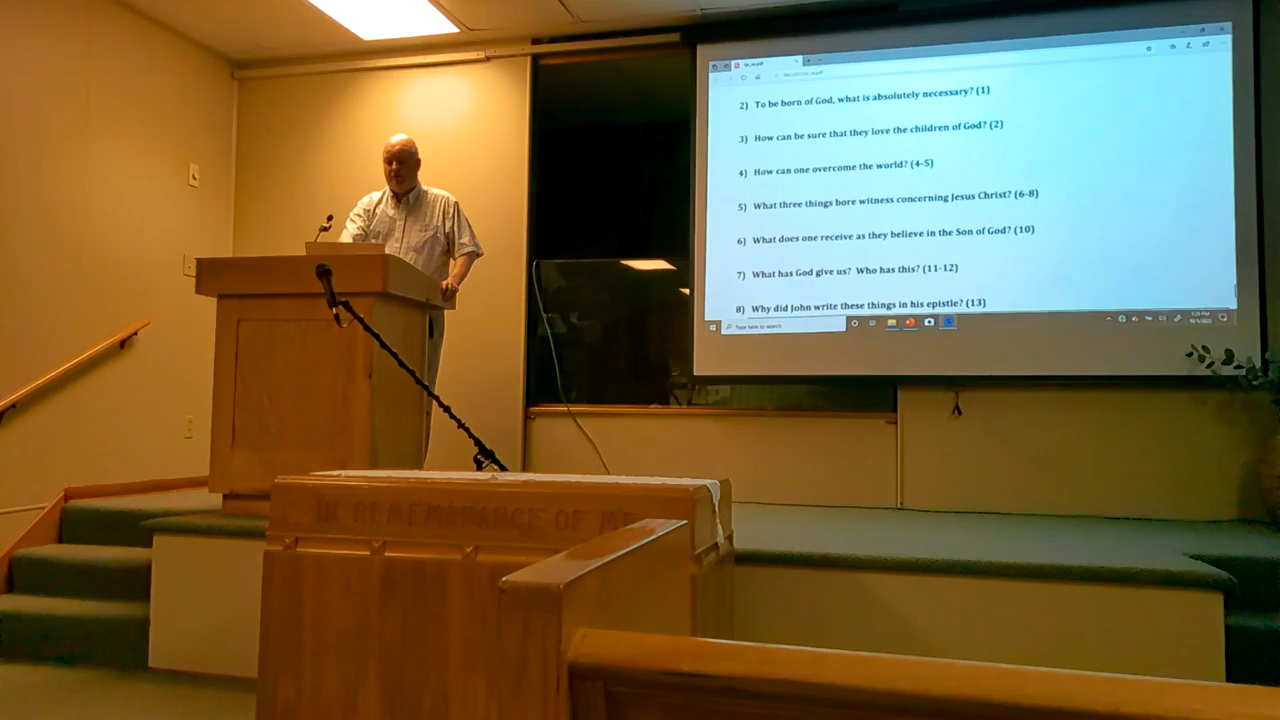 2) To be born of God, what is absolutely necessary? (1)
3) How can be sure that they love the children of God? (2)
4) How can one overcome the world? (4-5)
5) What three things bore witness concerning Jesus Christ? (6-8)
6) What does one receive as they believe in the Son of God? (10)
7) What has God give us? Who has this? (11-12)
8) Why did John write these things in his epistle? (13)
Type here to search
IN REMEMBRANCE OF ME